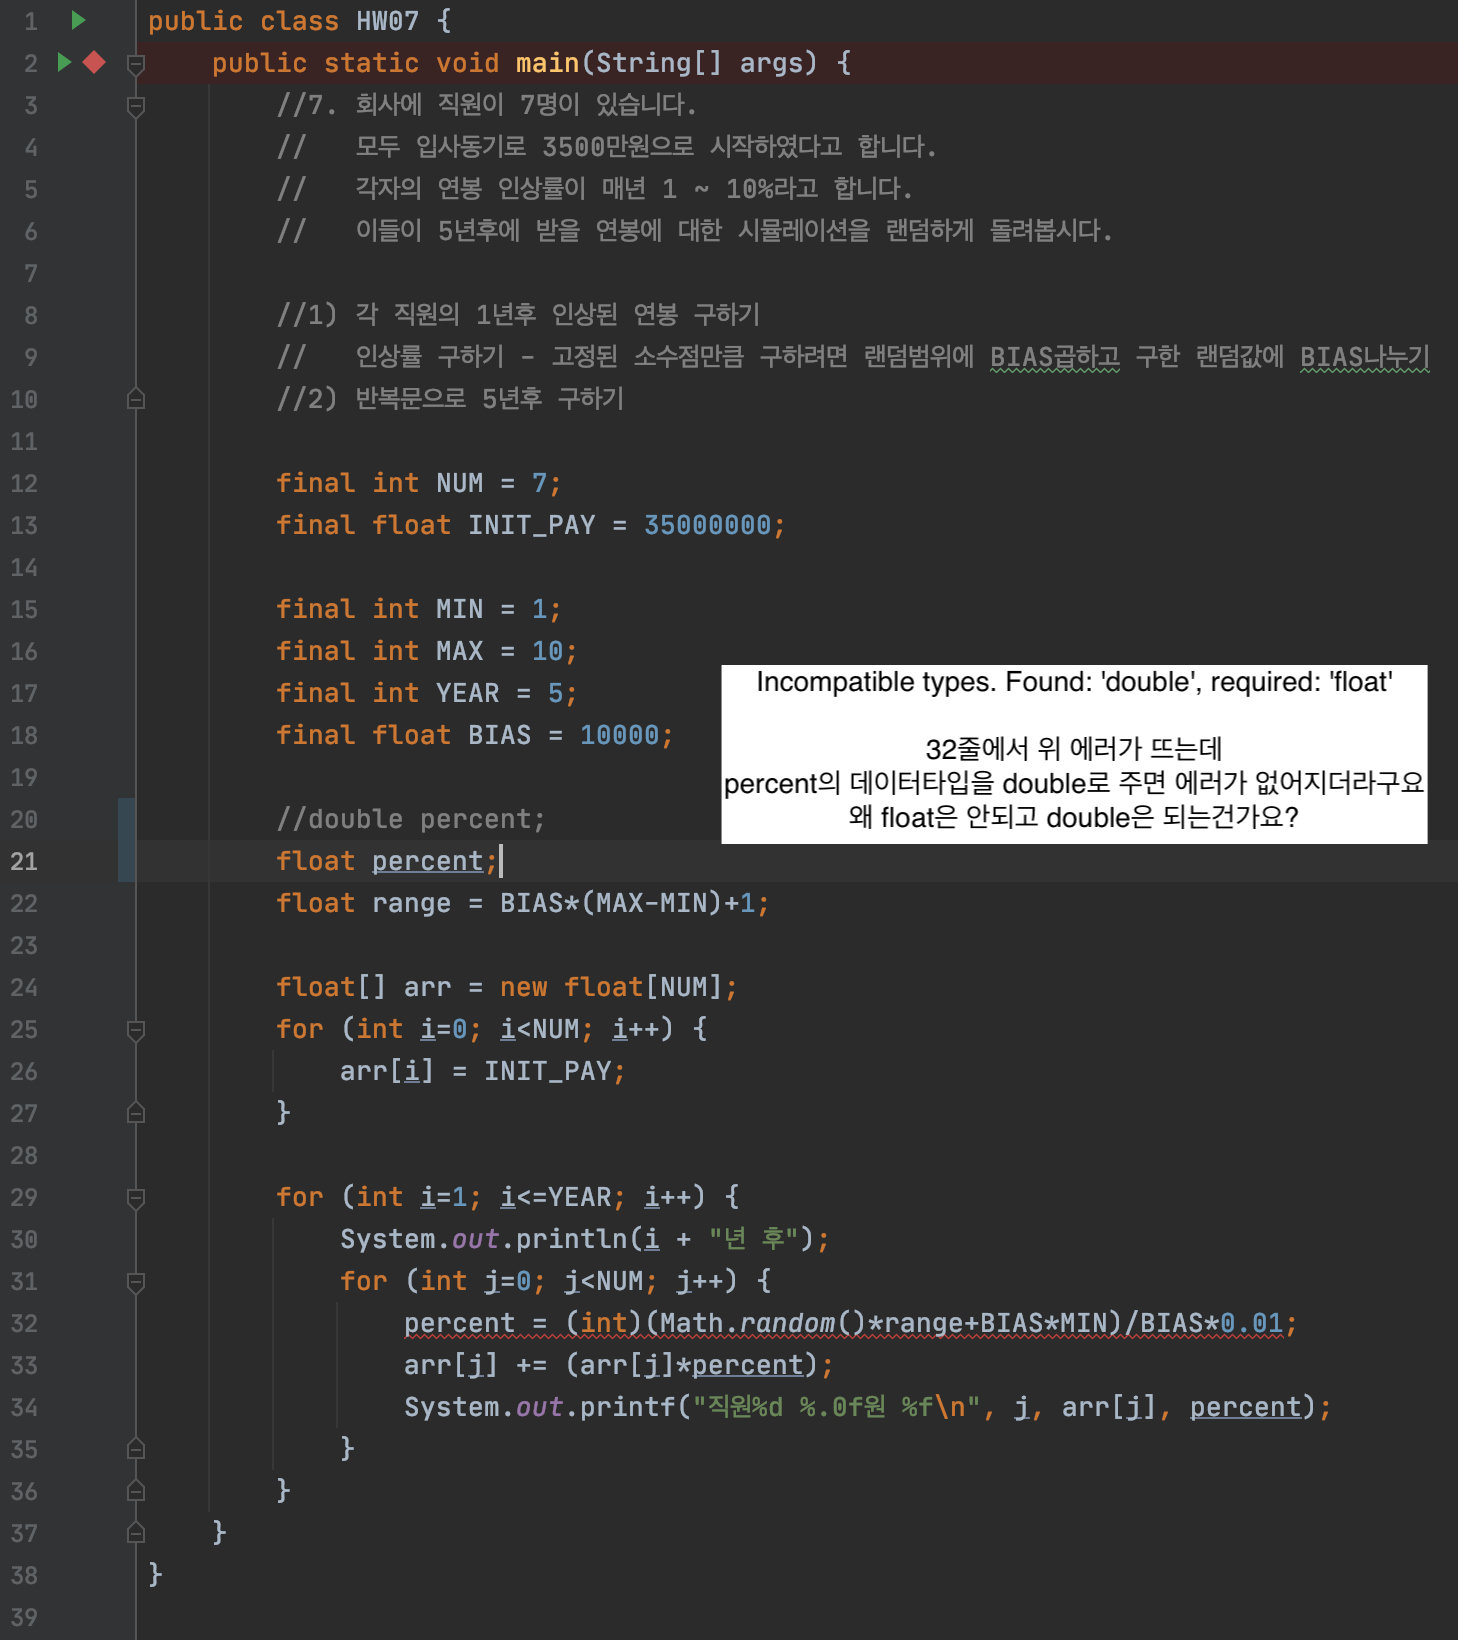 1 public class HW07 {
2 public static void main(String[] args) {
3 //7. 회사에 직원이 7명이 있습니다.
4 //   모두 입사동기로 3500만원으로 시작하였다고 합니다.
5 //   각자의 연봉 인상률이 매년 1 ~ 10%라고 합니다.
6 //   이들이 5년후에 받을 연봉에 대한 시뮬레이션을 랜덤하게 돌려봅시다.
7
8 //1) 각 직원의 1년후 인상된 연봉 구하기
9 //   인상률 구하기 - 고정된 소수점만큼 구하려면 랜덤범위에 BIAS곱하고 구한 랜덤값에 BIAS나누기
10 //2) 반복문으로 5년후 구하기
11
12 final int NUM = 7;
13 final float INIT_PAY = 35000000;
14
15 final int MIN = 1;
16 final int MAX = 10;
17 final int YEAR = 5;
18 final float BIAS = 10000;
19
20 //double percent;
21 float percent;
22 float range = BIAS*(MAX-MIN)+1;
23
24 float[] arr = new float[NUM];
25 for (int i=0; i<NUM; i++) {
26 arr[i] = INIT_PAY;
27 }
28
29 for (int i=1; i<=YEAR; i++) {
30 System.out.println(i + "년 후");
31 for (int j=0; j<NUM; j++) {
32 percent = (int)(Math.random()*range+BIAS*MIN)/BIAS*0.01;
33 arr[j] += (arr[j]*percent);
34 System.out.printf("직원%d %.0f원 %f\n", j, arr[j], percent);
35 }
36 }
37 }
38 }
39
Incompatible types. Found: 'double', required: 'float'
32줄에서 위 에러가 뜨는데
percent의 데이터타입을 double로 주면 에러가 없어지더라구요
왜 float은 안되고 double은 되는건가요?